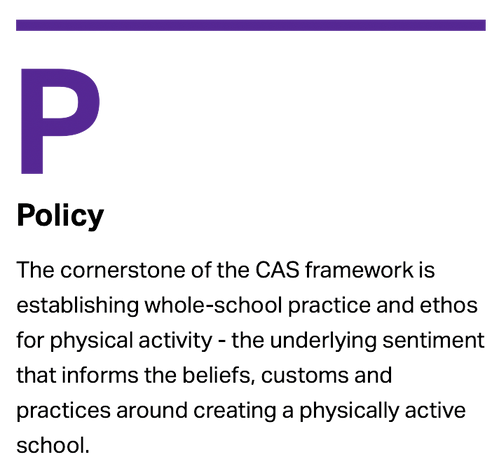 P
Policy
The cornerstone of the CAS framework is
establishing whole-school practice and ethos
for physical activity - the underlying sentiment
that informs the beliefs, customs and
practices around creating a physically active
school.